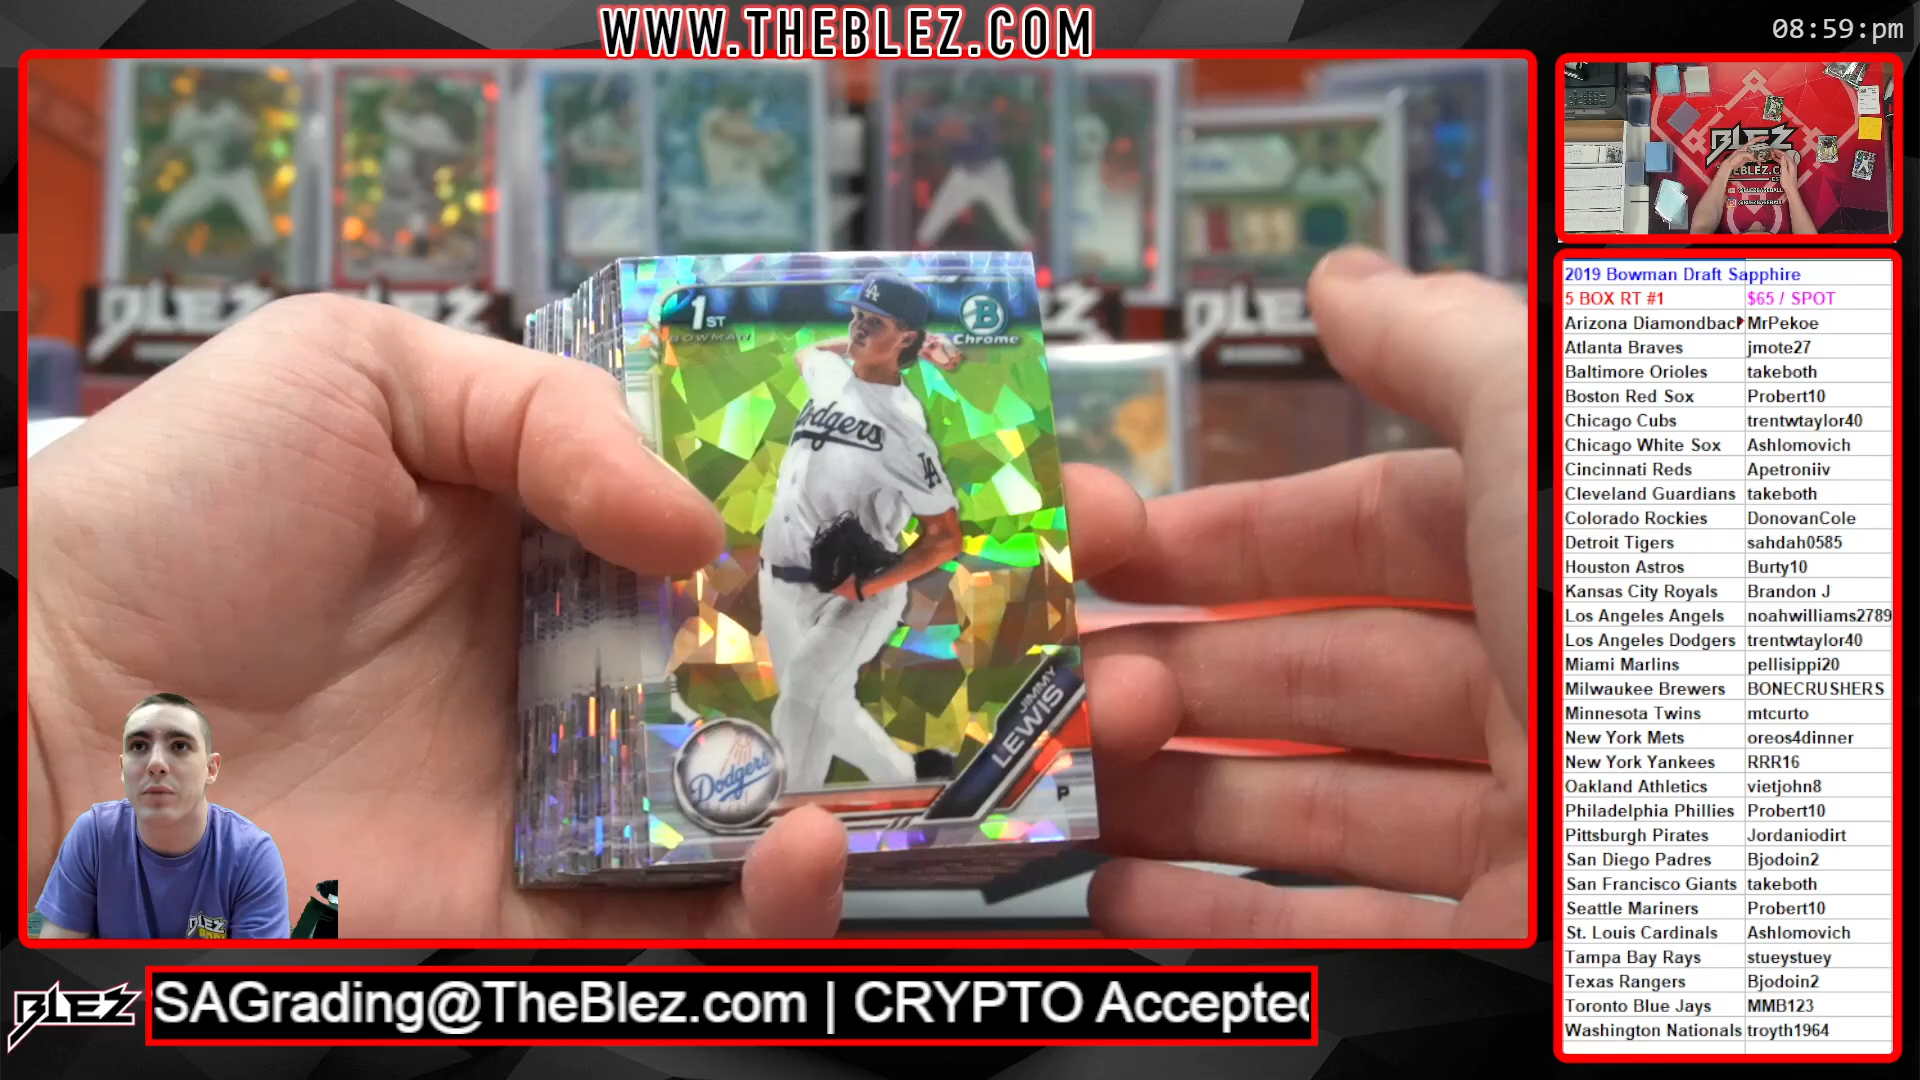 WWW.THEBLEZ.COM
08:59:pm
1ST
BOWMAN
B
Chrome
LA
Dodgers
LA
JIMMY
LEWIS
P
Dodgers
BLEZ
BLEZ
SAGrading@TheBlez.com | CRYPTO Accepted
BLEZ
2019 Bowman Draft Sapphire
5 BOX RT #1 $65 / SPOT
Arizona Diamondbac MrPekoe
Atlanta Braves jmote27
Baltimore Orioles takeboth
Boston Red Sox Probert10
Chicago Cubs trentwtaylor40
Chicago White Sox Ashlomovich
Cincinnati Reds Apetroniiv
Cleveland Guardians takeboth
Colorado Rockies DonovanCole
Detroit Tigers sahdah0585
Houston Astros Burty10
Kansas City Royals Brandon J
Los Angeles Angels noahwilliams2789
Los Angeles Dodgers trentwtaylor40
Miami Marlins pellisippi20
Milwaukee Brewers BONECRUSHERS
Minnesota Twins mtcurto
New York Mets oreos4dinner
New York Yankees RRR16
Oakland Athletics vietjohn8
Philadelphia Phillies Probert10
Pittsburgh Pirates Jordaniodirt
San Diego Padres Bjodoin2
San Francisco Giants takeboth
Seattle Mariners Probert10
St. Louis Cardinals Ashlomovich
Tampa Bay Rays stueystuey
Texas Rangers Bjodoin2
Toronto Blue Jays MMB123
Washington Nationals troyth1964